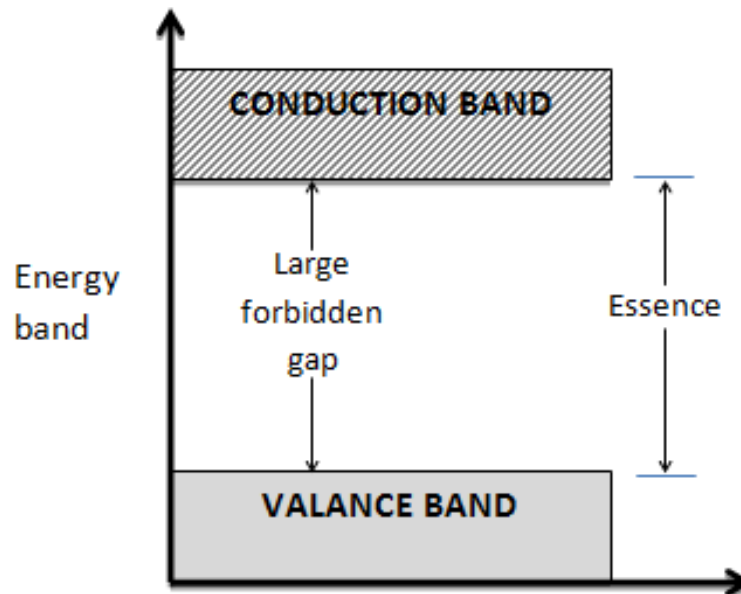 CONDUCTION BAND
Energy
band
Large
forbidden
gap
Essence
VALANCE BAND